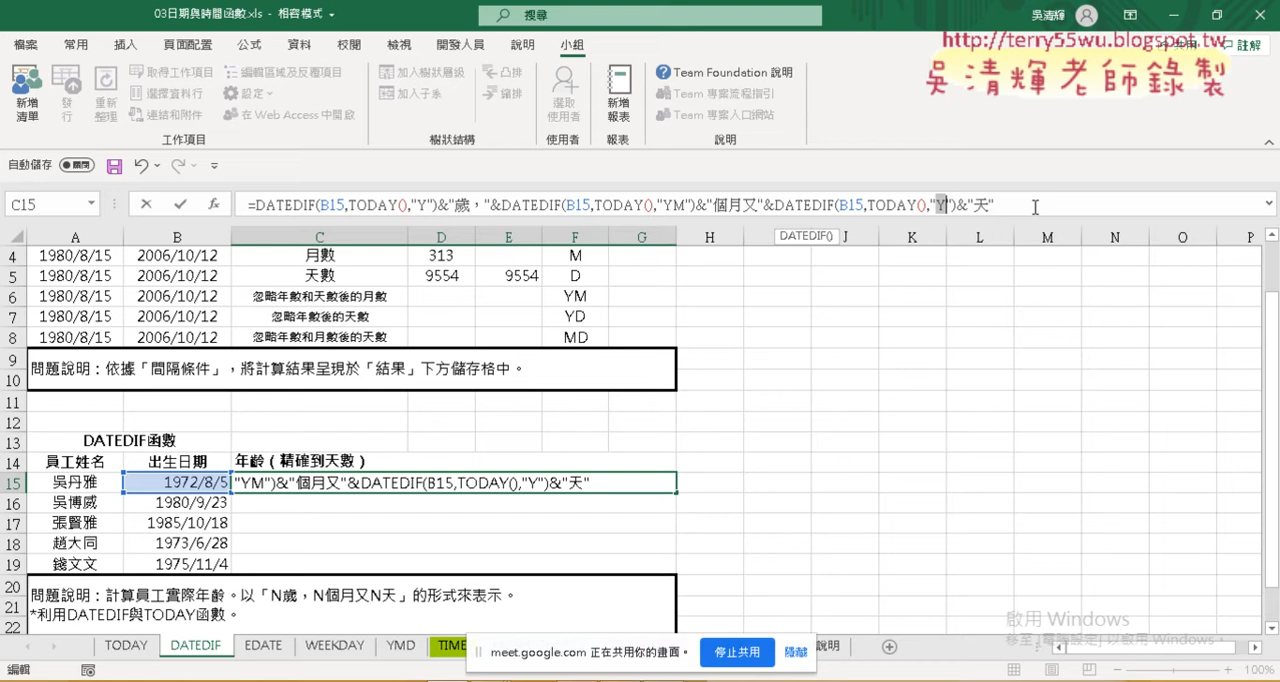 03日期與時間函數.xls - 相容模式
搜尋
吳清輝
檔案 常用 插入 頁面配置 公式 資料 校閱 檢視 開發人員 說明 小組
註解
http://terry55wu.blogspot.tw
吳清輝老師錄製
新增清單
發行
重新整理
取得工作項目
選擇資料行
連結和附件
編輯區域及反覆項目
設定
在 Web Access 中開啟
工作項目
加入樹狀層級
加入子系
凸排
縮排
樹狀結構
選取使用者
使用者
新增報表
報表
Team Foundation 說明
Team 專案流程指引
Team 專案入口網站
說明
自動儲存 關閉
C15
fx
=DATEDIF(B15,TODAY(),"Y")&"歲，"&DATEDIF(B15,TODAY(),"YM")&"個月又"&DATEDIF(B15,TODAY(),"Y")&"天"
DATEDIF()
A B C D E F G H J K L M N O P
4 1980/8/15 2006/10/12 月數 313 M
5 1980/8/15 2006/10/12 天數 9554 9554 D
6 1980/8/15 2006/10/12 忽略年數和天數後的月數 YM
7 1980/8/15 2006/10/12 忽略年數後的天數 YD
8 1980/8/15 2006/10/12 忽略年數和月數後的天數 MD
9
問題說明：依據「間隔條件」，將計算結果呈現於「結果」下方儲存格中。
10
11
12
13 DATEDIF函數
14 員工姓名 出生日期 年齡（精確到天數）
15 吳丹雅 1972/8/5 "YM")&"個月又"&DATEDIF(B15,TODAY(),"Y")&"天"
16 吳博威 1980/9/23
17 張賢雅 1985/10/18
18 趙大同 1973/6/28
19 錢文文 1975/11/4
20
問題說明：計算員工實際年齡。以「N歲，N個月又N天」的形式來表示。
21
*利用DATEDIF與TODAY函數。
22
啟用 Windows
移至 [電腦設定] 以啟用 Windows。
TODAY DATEDIF EDATE WEEKDAY YMD TIME
說明
meet.google.com 正在共用你的畫面。 停止共用 隱藏
編輯
100%